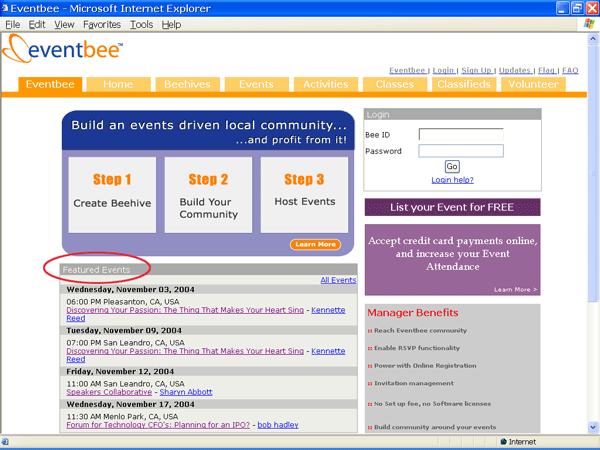 Eventbee - Microsoft Internet Explorer
File Edit View Favorites Tools Help
eventbee™
Eventbee | Login | Sign Up | Updates | Flag | FAQ
Eventbee Home Beehives Events Activities Classes Classifieds Volunteer
Build an events driven local community...
...and profit from it!
Step 1
Create Beehive
Step 2
Build Your
Community
Step 3
Host Events
Learn More
Login
Bee ID
Password
Go
Login help?
List your Event for FREE
Accept credit card payments online,
and increase your Event
Attendance
Learn More >
Featured Events
All Events
Wednesday, November 03, 2004
06:00 PM Pleasanton, CA, USA
Discovering Your Passion: The Thing That Makes Your Heart Sing - Kennette
Reed
Tuesday, November 09, 2004
07:00 PM San Leandro, CA, USA
Discovering Your Passion: The Thing That Makes Your Heart Sing - Kennette
Reed
Friday, November 12, 2004
11:00 AM San Leandro, CA, USA
Speakers Collaborative - Sharyn Abbott
Wednesday, November 17, 2004
11:30 AM Menlo Park, CA, USA
Forum for Technology CFO's: Planning for an IPO? - bob hadley
Manager Benefits
Reach Eventbee community
Enable RSVP functionality
Power with Online Registration
Invitation management
No Set up fee, no Software licenses
Build community around your events
Internet